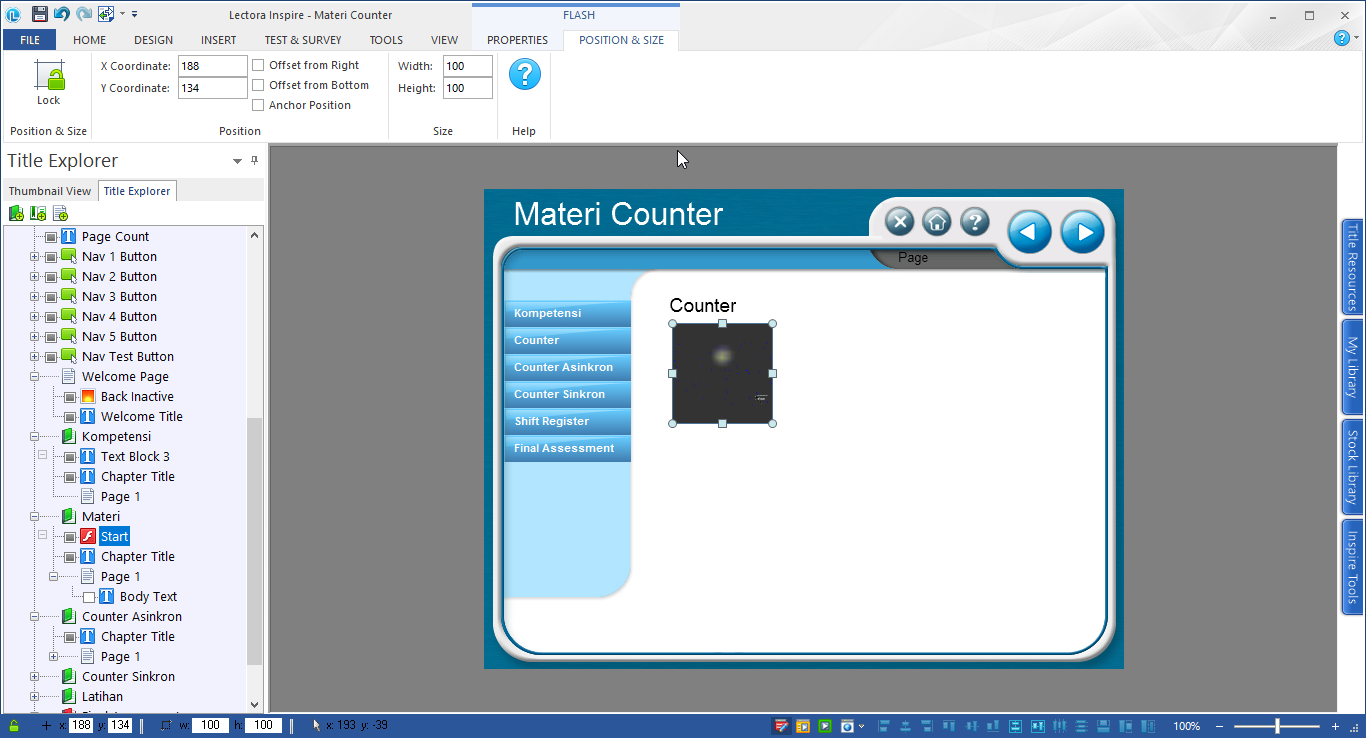 Lectora Inspire - Materi Counter
FLASH
FILE
HOME
DESIGN
INSERT
TEST & SURVEY
TOOLS
VIEW
PROPERTIES
POSITION & SIZE
Lock
Position & Size
X Coordinate: 188
Y Coordinate: 134
Offset from Right
Offset from Bottom
Anchor Position
Position
Width: 100
Height: 100
Size
Help
Title Explorer
Thumbnail View
Title Explorer
Page Count
Nav 1 Button
Nav 2 Button
Nav 3 Button
Nav 4 Button
Nav 5 Button
Nav Test Button
Welcome Page
Back Inactive
Welcome Title
Kompetensi
Text Block 3
Chapter Title
Page 1
Materi
Start
Chapter Title
Page 1
Body Text
Counter Asinkron
Chapter Title
Page 1
Counter Sinkron
Latihan
Materi Counter
Page
Kompetensi
Counter
Counter Asinkron
Counter Sinkron
Shift Register
Final Assessment
Counter
Title Resources
My Library
Stock Library
Inspire Tools
x: 188 y: 134
w: 100 h: 100
x: 193 y: -39
100%